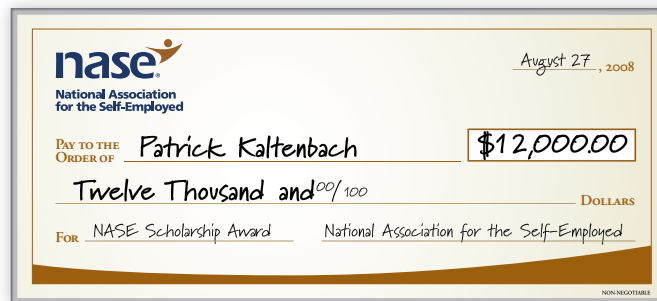 nase®
August 27, 2008
National Association
for the Self-Employed
PAY TO THE
ORDER OF Patrick Kaltenbach $12,000.00
Twelve Thousand and 00/100 DOLLARS
FOR NASE Scholarship Award National Association for the Self-Employed
NON-NEGOTIABLE